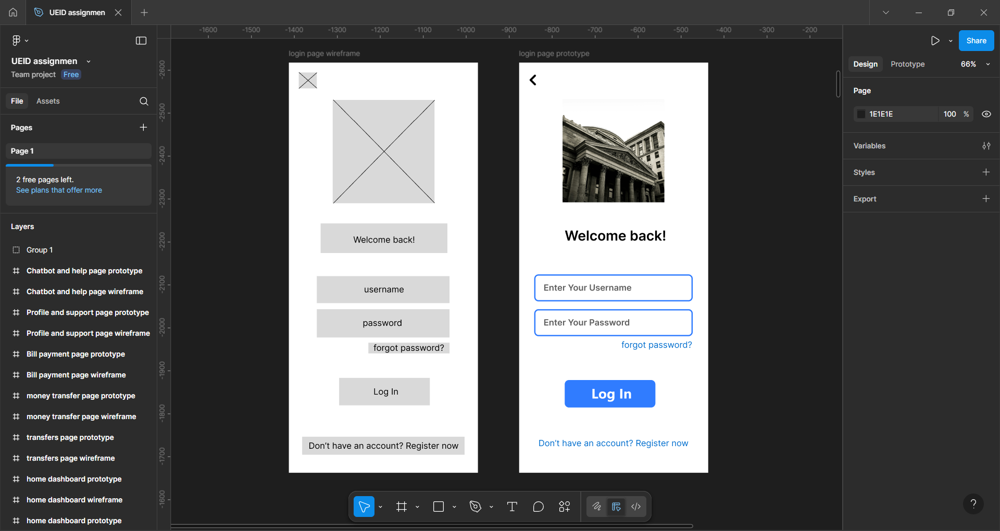 UEID assignmen
-1600 -1500 -1400 -1300 -1200 -1100 -1000 -900 -800 -700 -600 -500 -400 -300 -200
UEID assignmen
Team project Free
File Assets
Pages
Page 1
2 free pages left.
See plans that offer more
Layers
Group 1
Chatbot and help page prototype
Chatbot and help page wireframe
Profile and support page prototype
Profile and support page wireframe
Bill payment page prototype
Bill payment page wireframe
money transfer page prototype
money transfer page wireframe
transfers page prototype
transfers page wireframe
home dashboard prototype
home dashboard wireframe
home dashboard prototype
-2600
-2500
-2400
-2300
-2200
-2100
-2000
-1900
-1800
-1700
-1600
login page wireframe
Welcome back!
username
password
forgot password?
Log In
Don't have an account? Register now
login page prototype
Welcome back!
Enter Your Username
Enter Your Password
forgot password?
Log In
Don't have an account? Register now
Share
Design Prototype 66%
Page
1E1E1E 100 %
Variables
Styles
Export
?